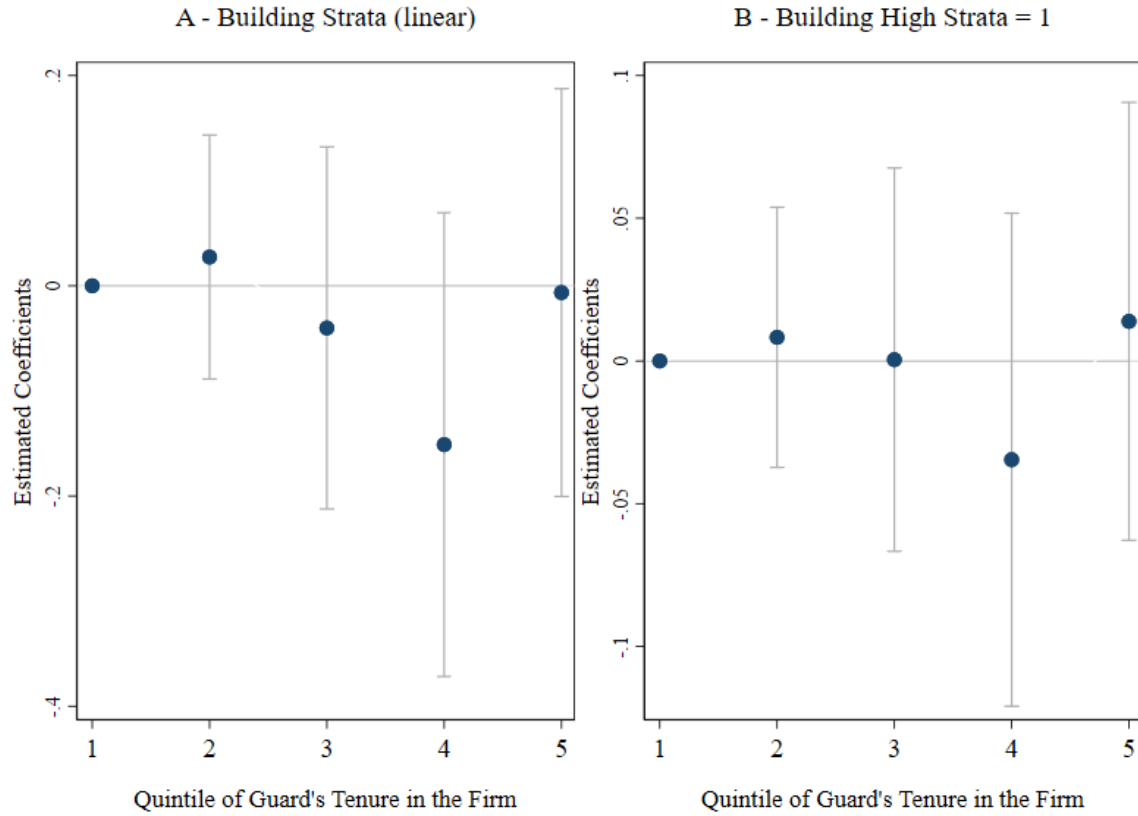 A - Building Strata (linear)
Estimated Coefficients
.2
0
-.2
-.4
1 2 3 4 5
Quintile of Guard's Tenure in the Firm
B - Building High Strata = 1
Estimated Coefficients
.1
.05
0
-.05
-.1
1 2 3 4 5
Quintile of Guard's Tenure in the Firm